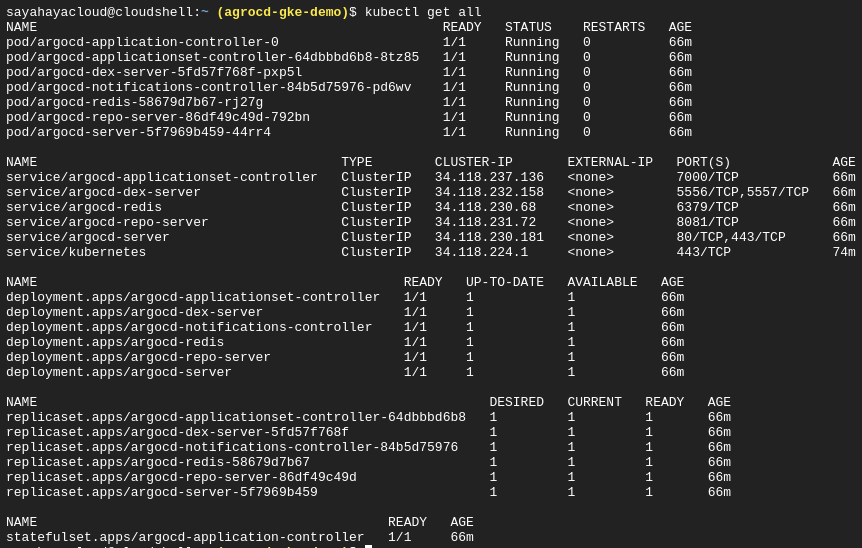 sayahayacloud@cloudshell:~ (agrocd-gke-demo)$ kubectl get all
NAME READY STATUS RESTARTS AGE
pod/argocd-application-controller-0 1/1 Running 0 66m
pod/argocd-applicationset-controller-64dbbbd6b8-8tz85 1/1 Running 0 66m
pod/argocd-dex-server-5fd57f768f-pxp5l 1/1 Running 0 66m
pod/argocd-notifications-controller-84b5d75976-pd6wv 1/1 Running 0 66m
pod/argocd-redis-58679d7b67-rj27g 1/1 Running 0 66m
pod/argocd-repo-server-86df49c49d-792bn 1/1 Running 0 66m
pod/argocd-server-5f7969b459-44rr4 1/1 Running 0 66m
NAME TYPE CLUSTER-IP EXTERNAL-IP PORT(S) AGE
service/argocd-applicationset-controller ClusterIP 34.118.237.136 <none> 7000/TCP 66m
service/argocd-dex-server ClusterIP 34.118.232.158 <none> 5556/TCP,5557/TCP 66m
service/argocd-redis ClusterIP 34.118.230.68 <none> 6379/TCP 66m
service/argocd-repo-server ClusterIP 34.118.231.72 <none> 8081/TCP 66m
service/argocd-server ClusterIP 34.118.230.181 <none> 80/TCP,443/TCP 66m
service/kubernetes ClusterIP 34.118.224.1 <none> 443/TCP 74m
NAME READY UP-TO-DATE AVAILABLE AGE
deployment.apps/argocd-applicationset-controller 1/1 1 1 66m
deployment.apps/argocd-dex-server 1/1 1 1 66m
deployment.apps/argocd-notifications-controller 1/1 1 1 66m
deployment.apps/argocd-redis 1/1 1 1 66m
deployment.apps/argocd-repo-server 1/1 1 1 66m
deployment.apps/argocd-server 1/1 1 1 66m
NAME DESIRED CURRENT READY AGE
replicaset.apps/argocd-applicationset-controller-64dbbbd6b8 1 1 1 66m
replicaset.apps/argocd-dex-server-5fd57f768f 1 1 1 66m
replicaset.apps/argocd-notifications-controller-84b5d75976 1 1 1 66m
replicaset.apps/argocd-redis-58679d7b67 1 1 1 66m
replicaset.apps/argocd-repo-server-86df49c49d 1 1 1 66m
replicaset.apps/argocd-server-5f7969b459 1 1 1 66m
NAME READY AGE
statefulset.apps/argocd-application-controller 1/1 66m